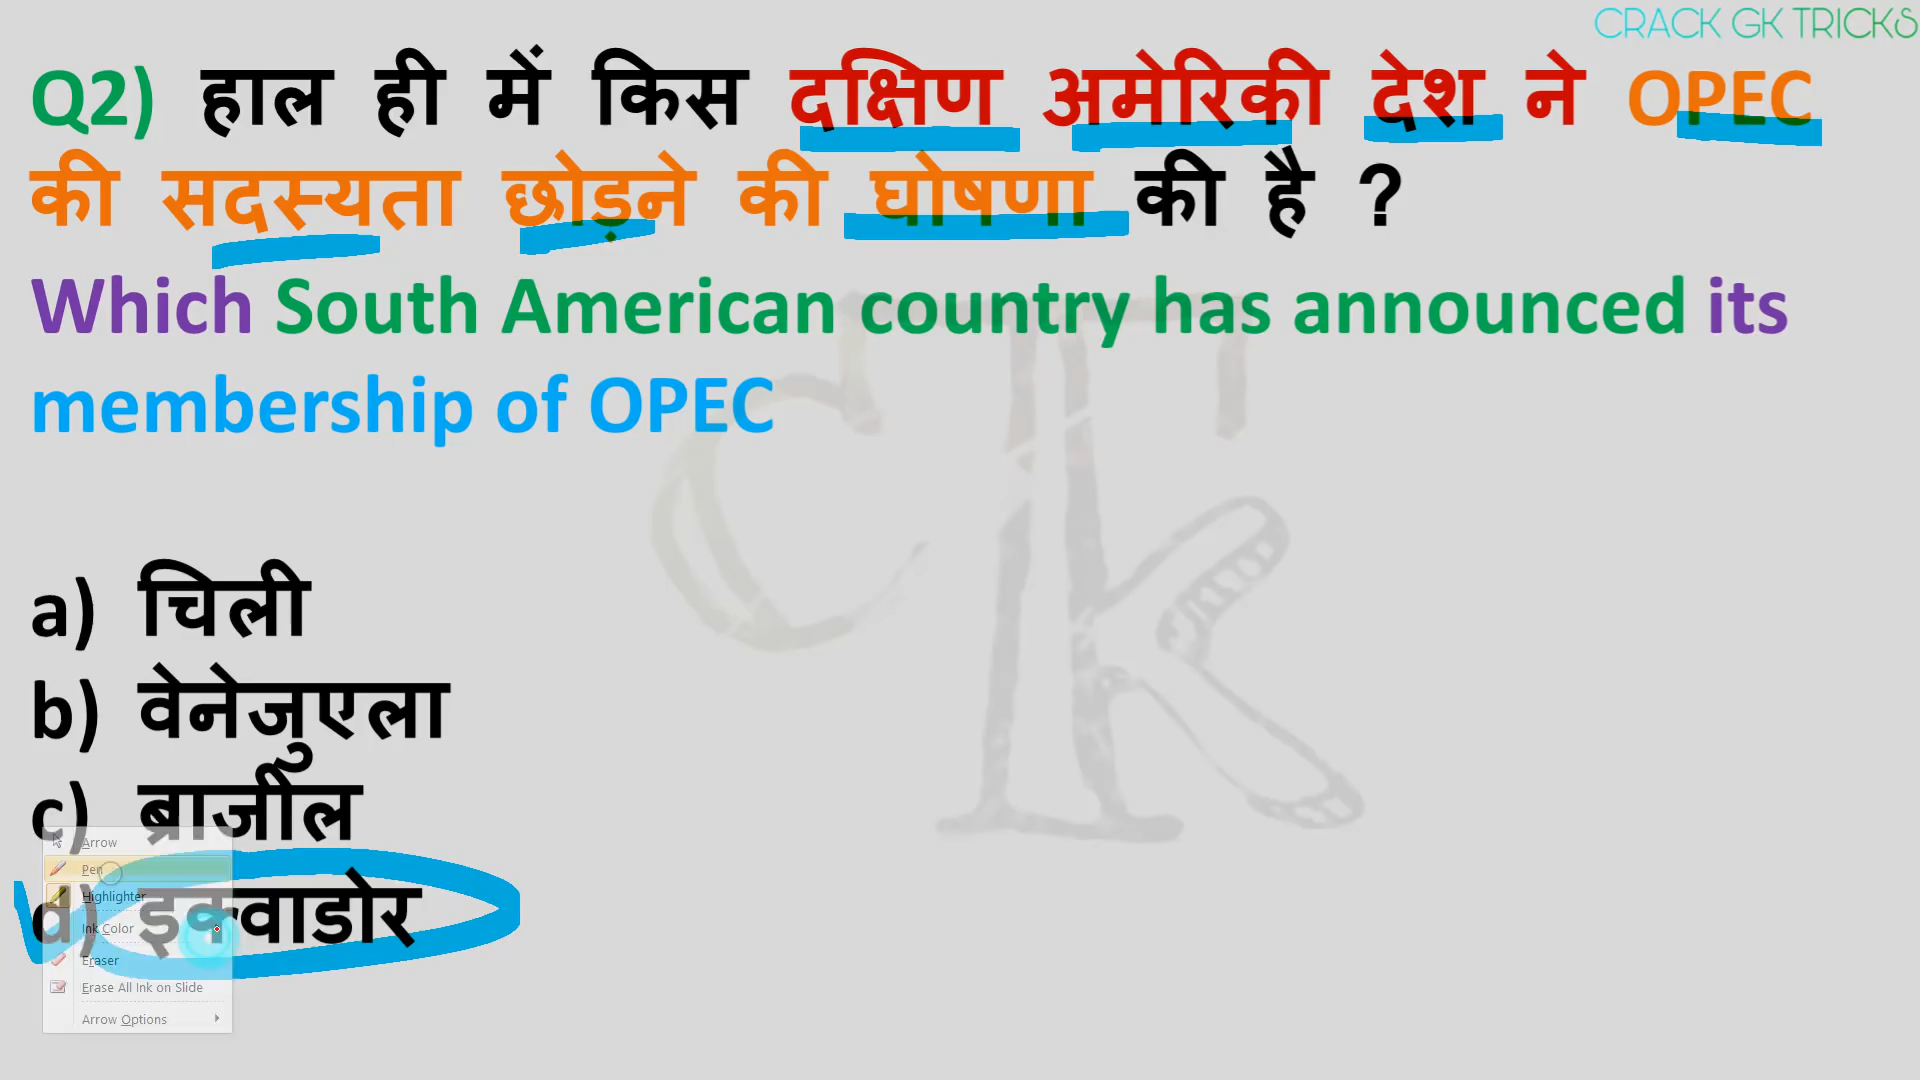 CRACK GK TRICKS
Q2) हाल ही में किस दक्षिण अमेरिकी देश ने OPEC
की सदस्यता छोड़ने की घोषणा की है ?
Which South American country has announced its
membership of OPEC
a) चिली
b) वेनेजुएला
c) ब्राजील
d) इक्वाडोर
Arrow
Pen
Highlighter
Ink Color
Eraser
Erase All Ink on Slide
Arrow Options